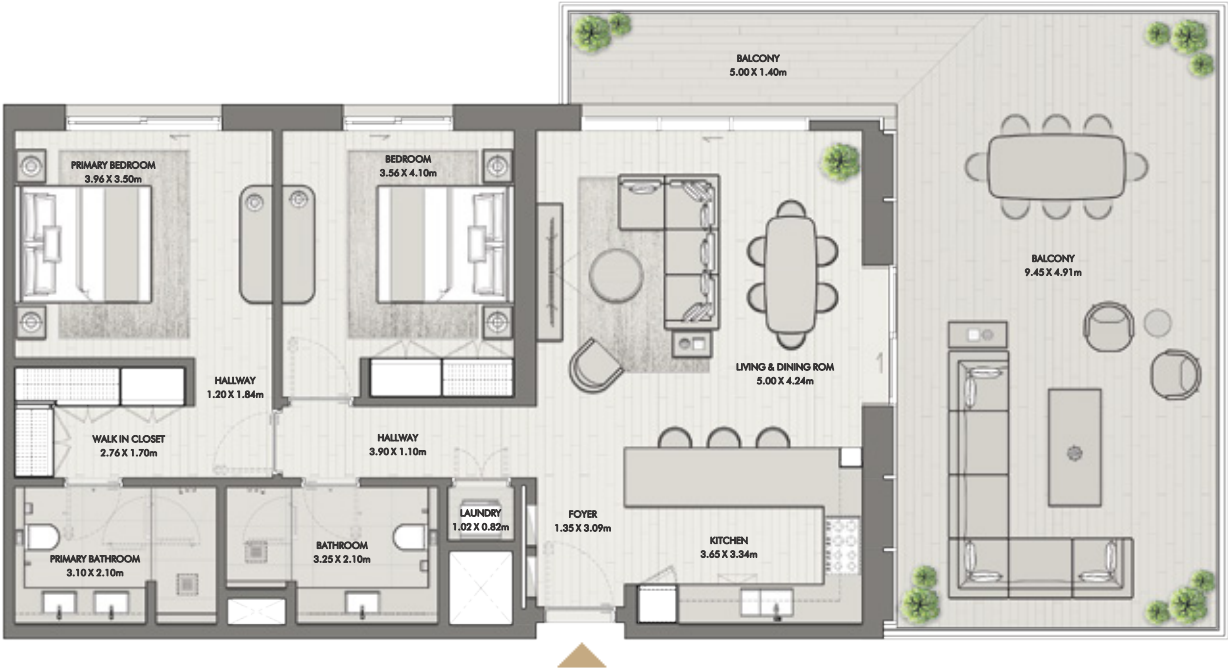 BALCONY
5.00 X 1.40m
PRIMARY BEDROOM
3.96 X 3.50m
BEDROOM
3.56 X 4.10m
BALCONY
9.45 X 4.91m
LIVING & DINING ROM
5.00 X 4.24m
HALLWAY
1.20 X 1.84m
WALK IN CLOSET
2.76 X 1.70m
HALLWAY
3.90 X 1.10m
LAUNDRY
1.02 X 0.82m
FOYER
1.35 X 3.09m
KITCHEN
3.65 X 3.34m
BATHROOM
3.25 X 2.10m
PRIMARY BATHROOM
3.10 X 2.10m